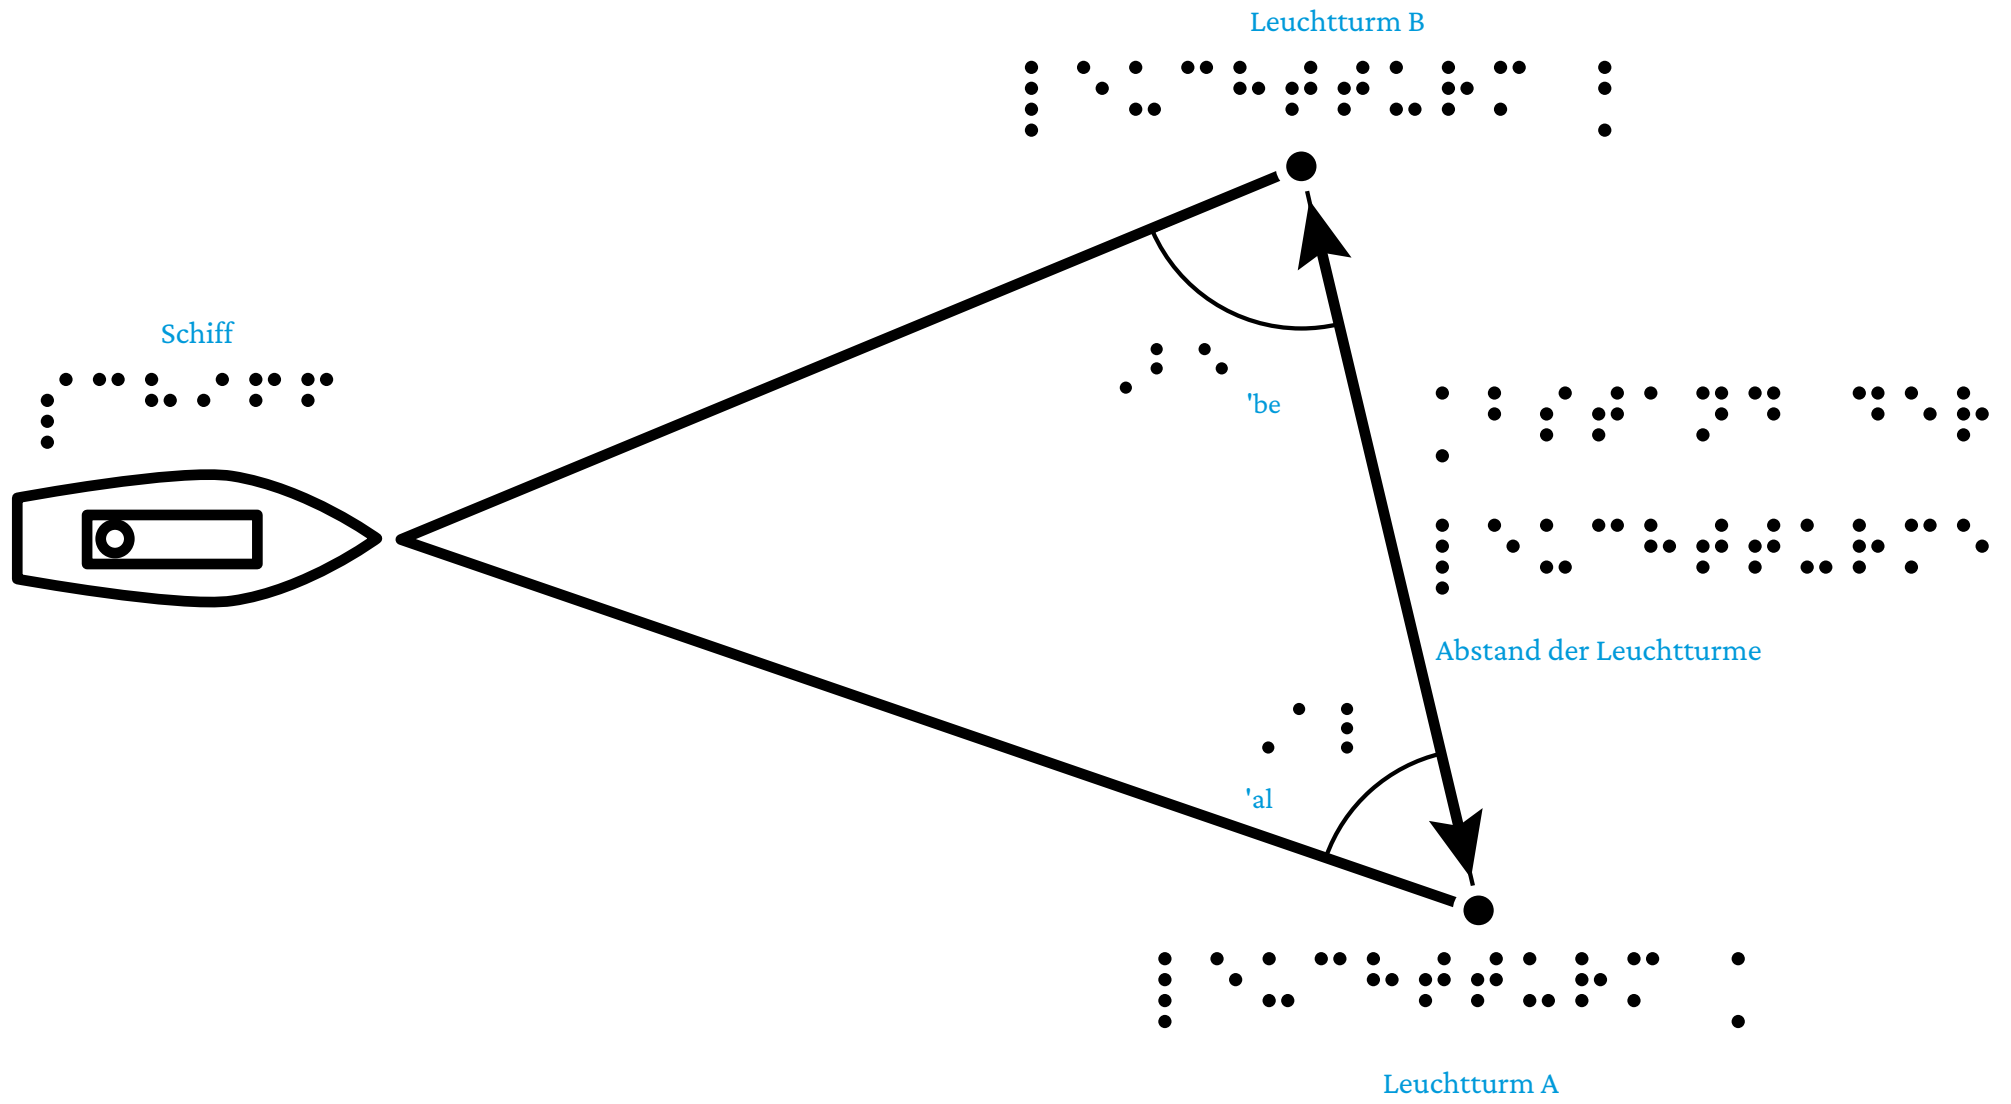 Leuchtturm B
⡇⠑⠥⠉⠓⠞⠞⠥⠗⠍ ⡃
Schiff
⡎⠉⠓⠊⠋⠋
⠠⠃⠑
'be
⡁⠃⠎⠞⠁⠝⠙ ⠙⠑⠗
⡇⠑⠥⠉⠓⠞⠞⠥⠗⠍⠑
Abstand der Leuchtturme
⠠⠁⠇
'al
⡇⠑⠥⠉⠓⠞⠞⠥⠗⠍ ⡁
Leuchtturm A